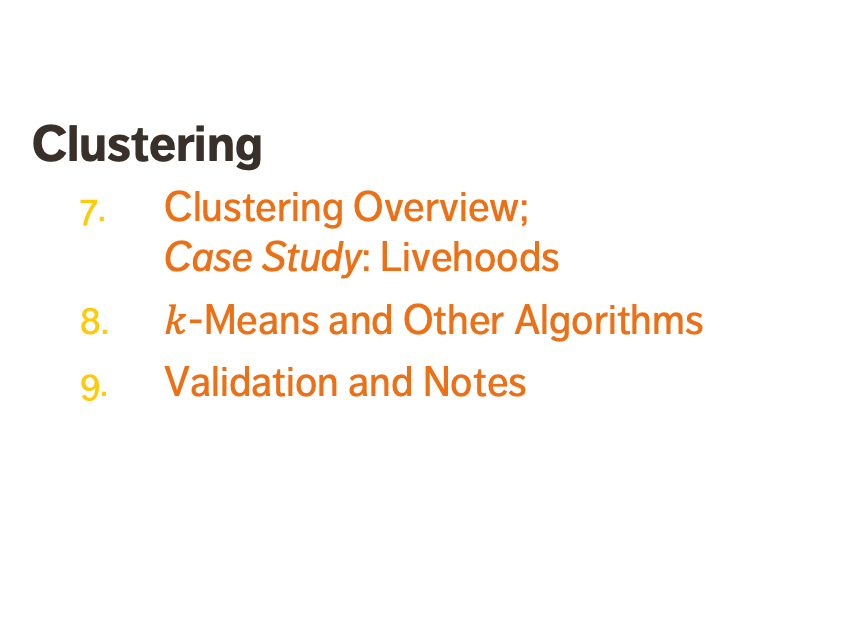 Clustering
7. Clustering Overview;
Case Study: Livehoods
8. k-Means and Other Algorithms
9. Validation and Notes